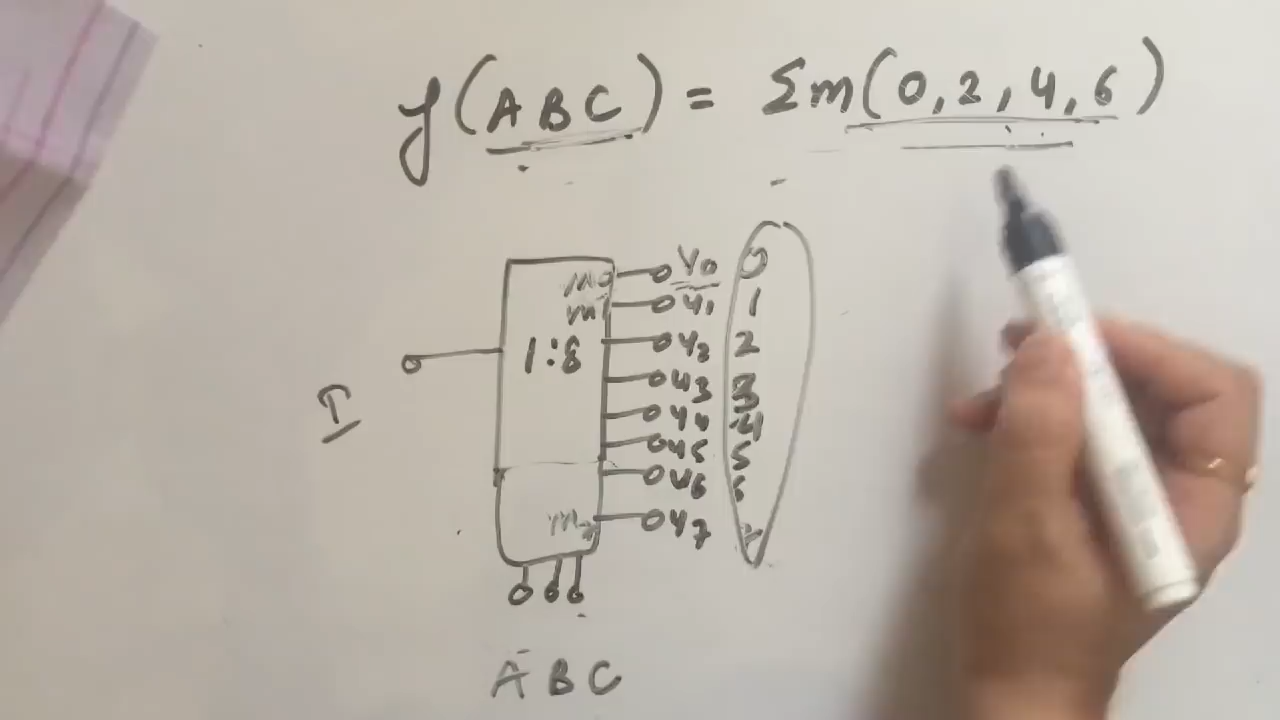 y(ABC) = Σm(0,2,4,6)
m0 Y0 0
m1 Y1 1
1:8 Y2 2
Y3 3
I Y4 4
Y5 5
Y6 6
m7 Y7 7
A B C